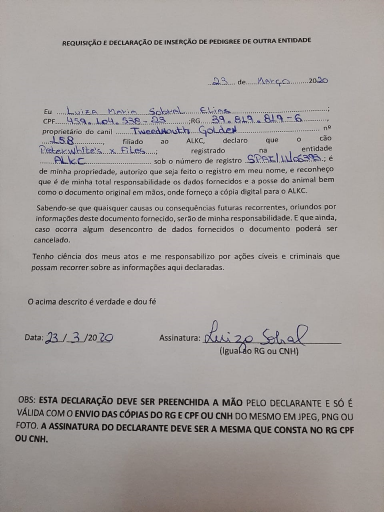 REQUISIÇÃO E DECLARAÇÃO DE INSERÇÃO DE PEDIGREE DE OUTRA ENTIDADE
23 de Março 2020
Eu Luiza Maria Sobral Elias;
CPF 459.104.538-25; RG 39.819.819-6,
proprietário do canil Tweedmouth Golden nº
158, filiado ao ALKC, declaro que o cão
Peterwhite's x Files, registrado na entidade
ALKC sob o número de registro; é
de minha propriedade, autorizo que seja feito o registro em meu nome, e reconheço
que é de minha total responsabilidade os dados fornecidos e a posse do animal bem
como o documento original em mãos, onde forneço a cópia digital para o ALKC.
Sabendo-se que quaisquer causas ou consequências futuras recorrentes, oriundos por
informações deste documento fornecido, serão de minha responsabilidade. E que ainda,
caso ocorra algum desencontro de dados fornecidos o documento poderá ser
cancelado.
Tenho ciência dos meus atos e me responsabilizo por ações cíveis e criminais que
possam recorrer sobre as informações aqui declaradas.
O acima descrito é verdade e dou fé
Data: 23/3/2020 Assinatura: Luiza Sobral
(Igual ao RG ou CNH)
OBS: ESTA DECLARAÇÃO DEVE SER PREENCHIDA A MÃO PELO DECLARANTE E SÓ É
VÁLIDA COM O ENVIO DAS CÓPIAS DO RG E CPF OU CNH DO MESMO EM JPEG, PNG OU
FOTO. A ASSINATURA DO DECLARANTE DEVE SER A MESMA QUE CONSTA NO RG CPF
OU CNH.